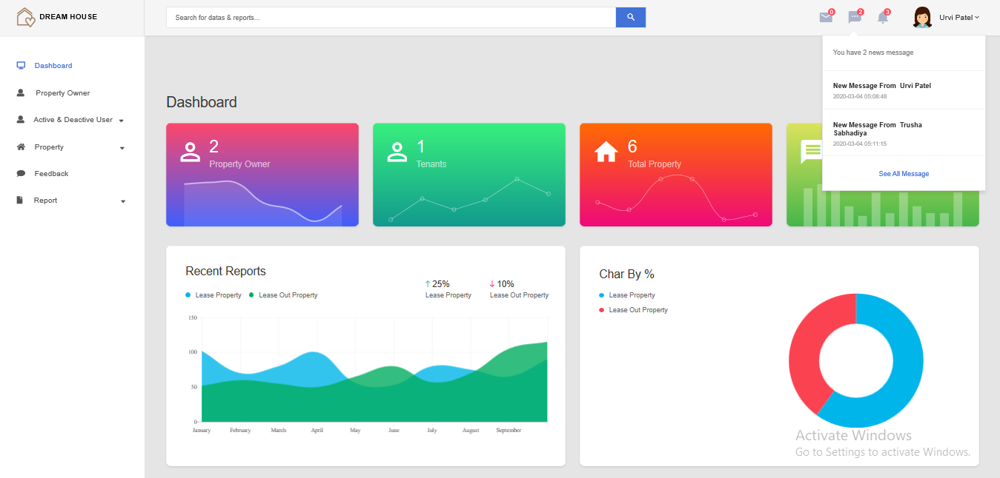 DREAM HOUSE
Search for datas & reports...
0
2
3
Urvi Patel
You have 2 news message
New Message From Urvi Patel
2020-03-04 05:08:48
New Message From Trusha
Sabhadiya
2020-03-04 05:11:15
See All Message
Dashboard
Property Owner
Active & Deactive User
Property
Feedback
Report
Dashboard
2
Property Owner
1
Tenants
6
Total Property
Recent Reports
Lease Property
Lease Out Property
25%
Lease Property
10%
Lease Out Property
150
100
50
0
January February March April May June July August September
Char By %
Lease Property
Lease Out Property
Activate Windows
Go to Settings to activate Windows.